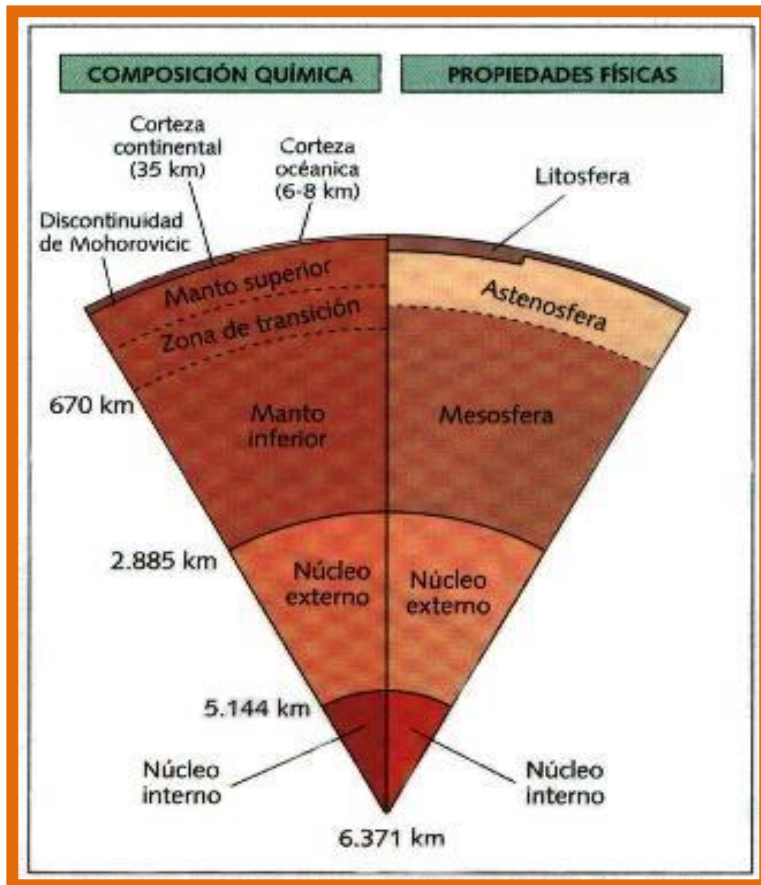 COMPOSICIÓN QUÍMICA
PROPIEDADES FÍSICAS
Corteza
continental
(35 km)
Corteza
océanica
(6-8 km)
Litosfera
Discontinuidad
de Mohorovicic
Manto superior
Astenosfera
Zona de transición
670 km
Manto
inferior
Mesosfera
2.885 km
Núcleo
externo
Núcleo
externo
5.144 km
Núcleo
interno
Núcleo
interno
6.371 km